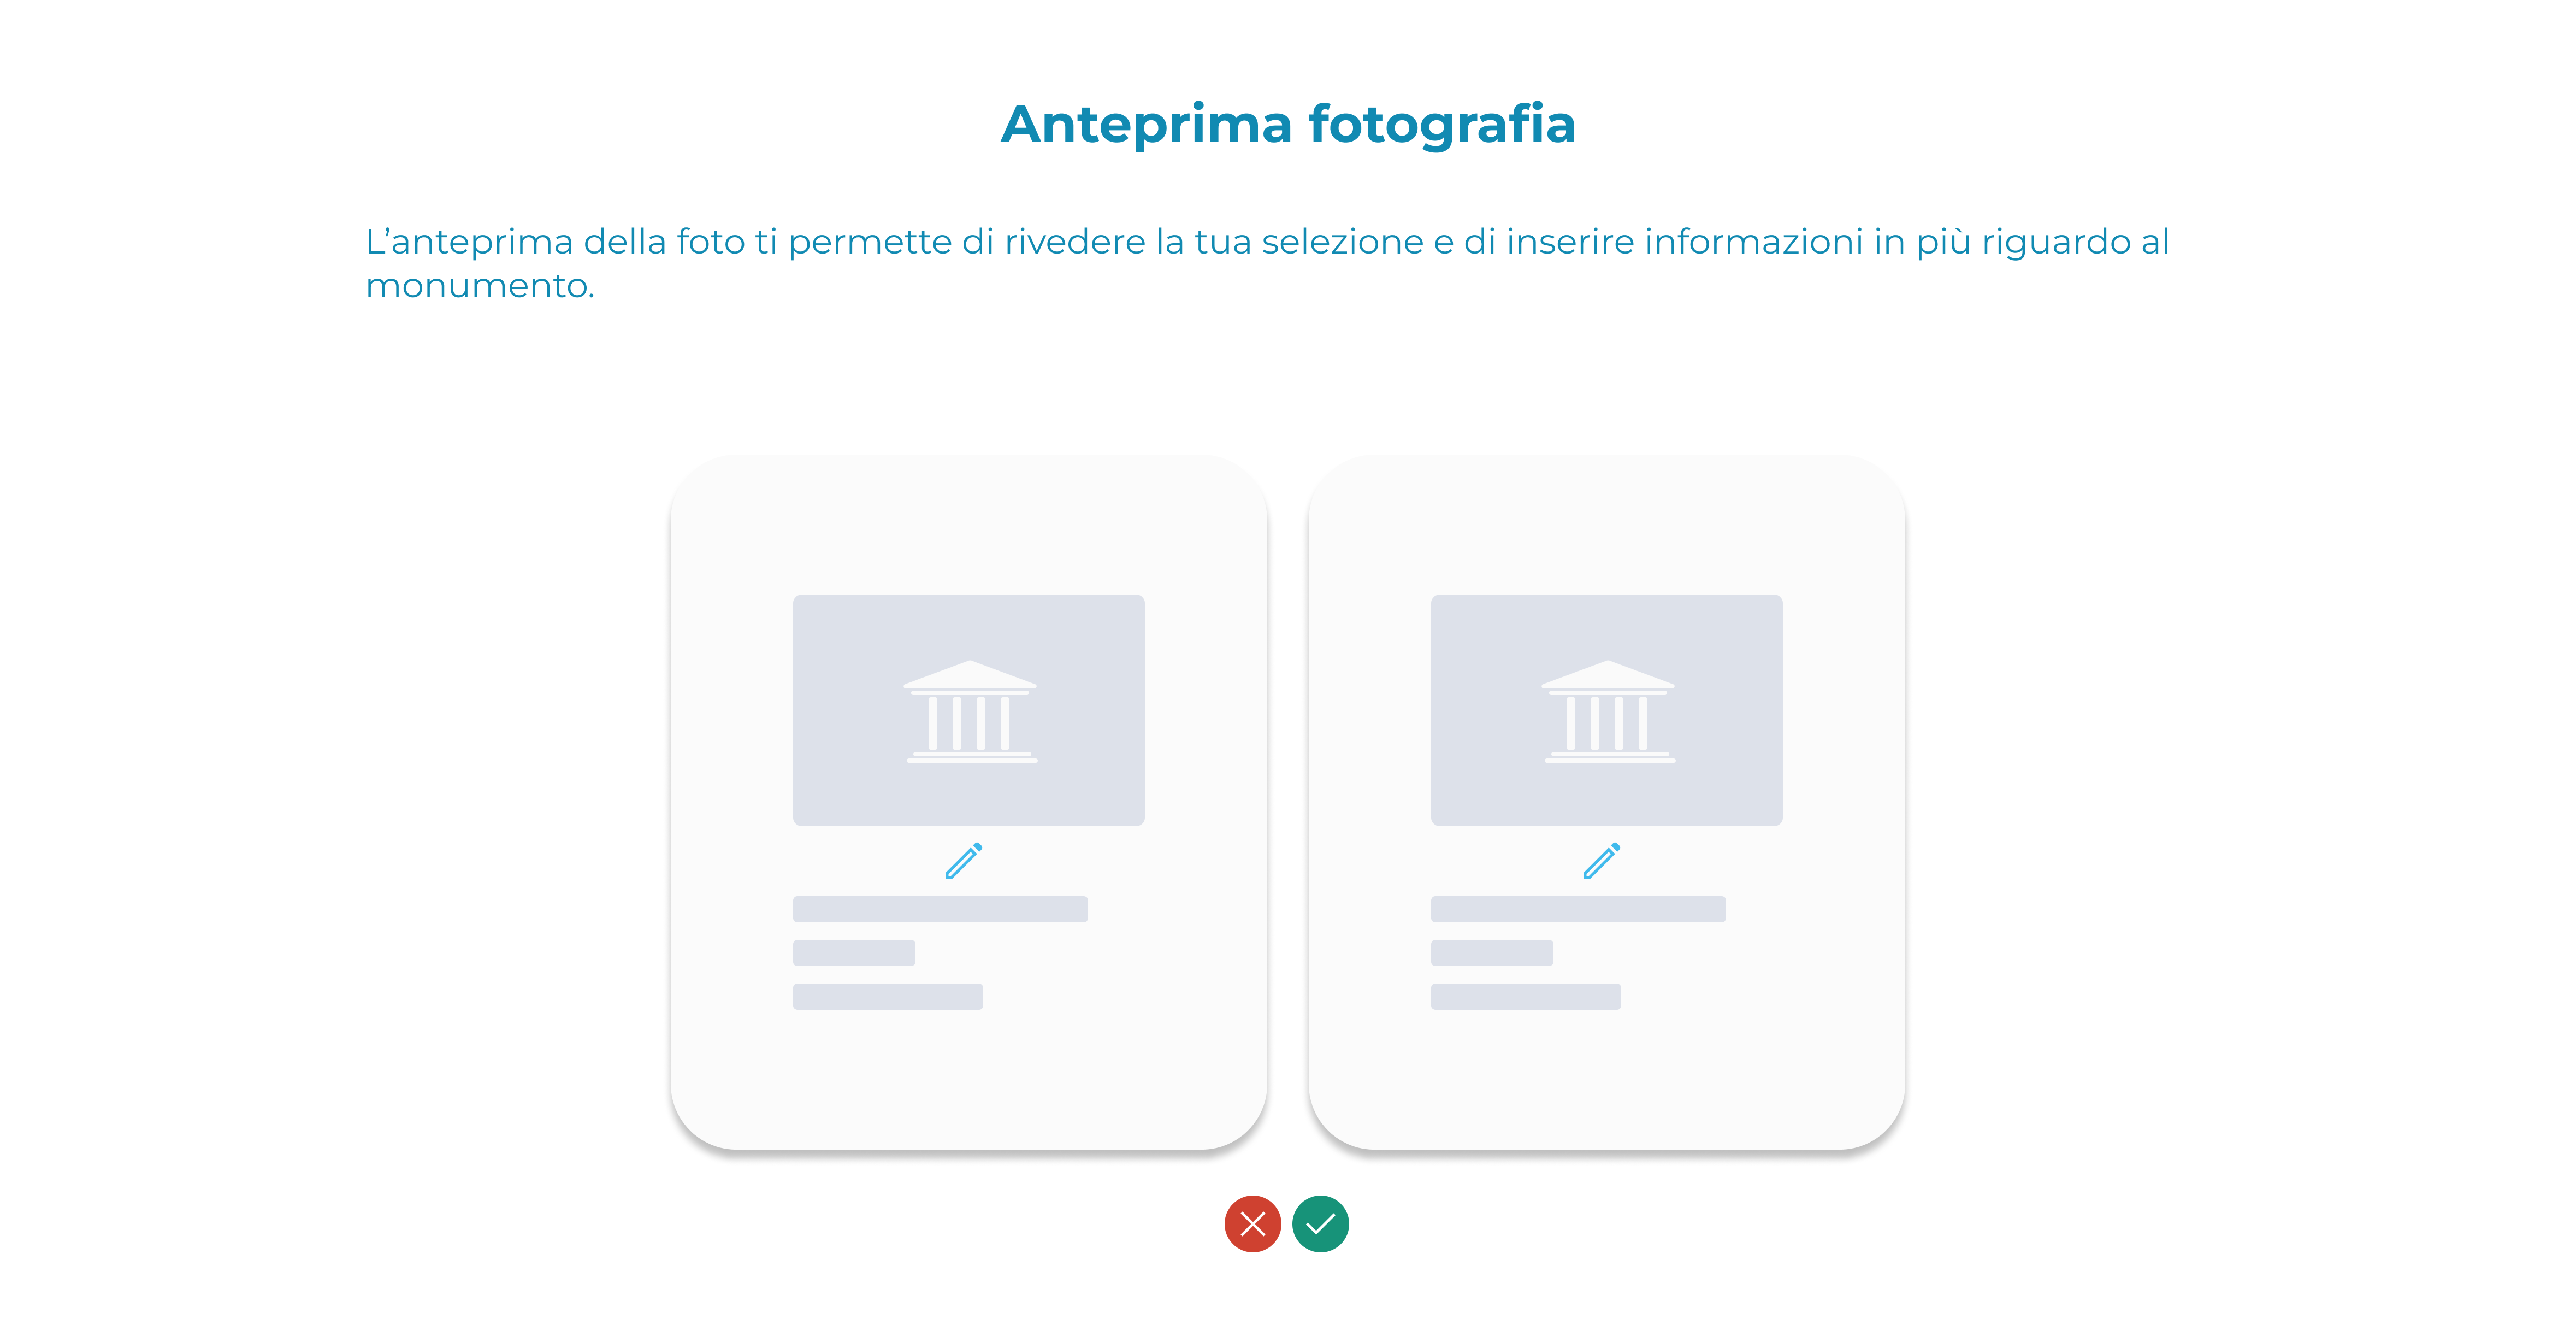 Anteprima fotografia
L’anteprima della foto ti permette di rivedere la tua selezione e di inserire informazioni in più riguardo al
monumento.